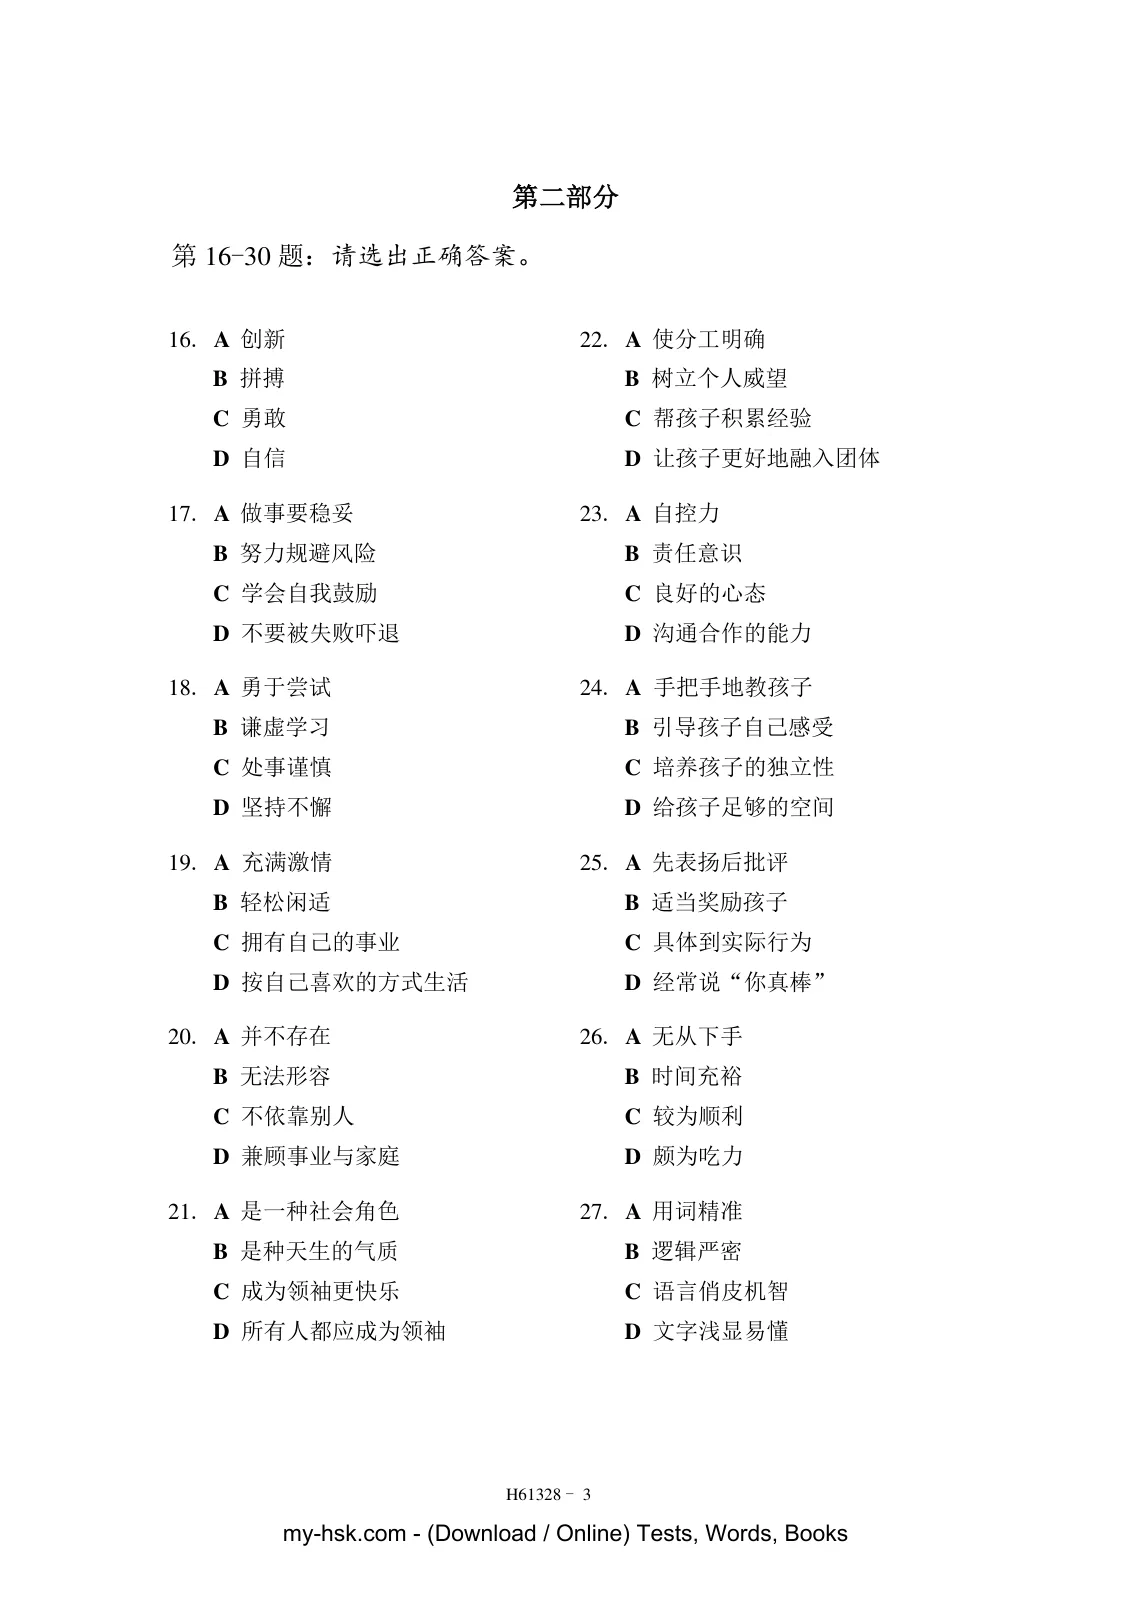 第二部分
第 16-30 题：请选出正确答案。
16. A 创新
B 拼搏
C 勇敢
D 自信
17. A 做事要稳妥
B 努力规避风险
C 学会自我鼓励
D 不要被失败吓退
18. A 勇于尝试
B 谦虚学习
C 处事谨慎
D 坚持不懈
19. A 充满激情
B 轻松闲适
C 拥有自己的事业
D 按自己喜欢的方式生活
20. A 并不存在
B 无法形容
C 不依靠别人
D 兼顾事业与家庭
21. A 是一种社会角色
B 是种天生的气质
C 成为领袖更快乐
D 所有人都应成为领袖
22. A 使分工明确
B 树立个人威望
C 帮孩子积累经验
D 让孩子更好地融入团体
23. A 自控力
B 责任意识
C 良好的心态
D 沟通合作的能力
24. A 手把手地教孩子
B 引导孩子自己感受
C 培养孩子的独立性
D 给孩子足够的空间
25. A 先表扬后批评
B 适当奖励孩子
C 具体到实际行为
D 经常说“你真棒”
26. A 无从下手
B 时间充裕
C 较为顺利
D 颇为吃力
27. A 用词精准
B 逻辑严密
C 语言俏皮机智
D 文字浅显易懂
H61328 - 3
my-hsk.com - (Download / Online) Tests, Words, Books